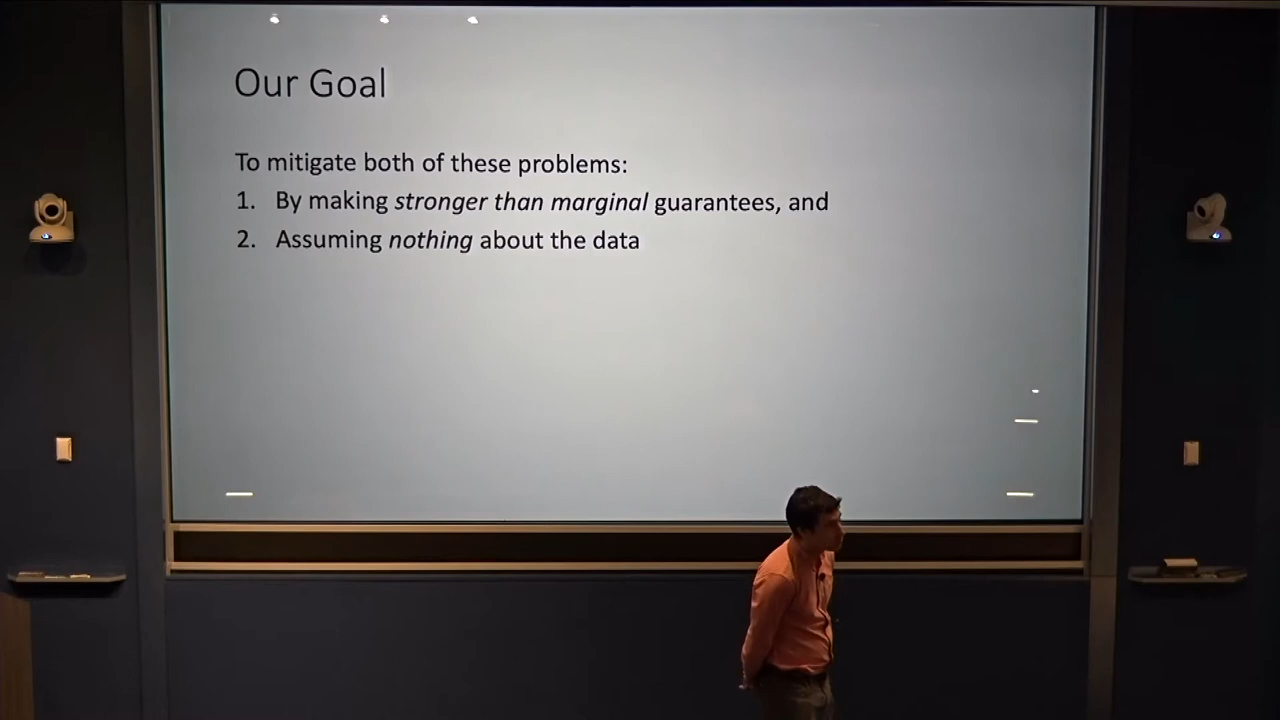 Our Goal
To mitigate both of these problems:
1. By making stronger than marginal guarantees, and
2. Assuming nothing about the data